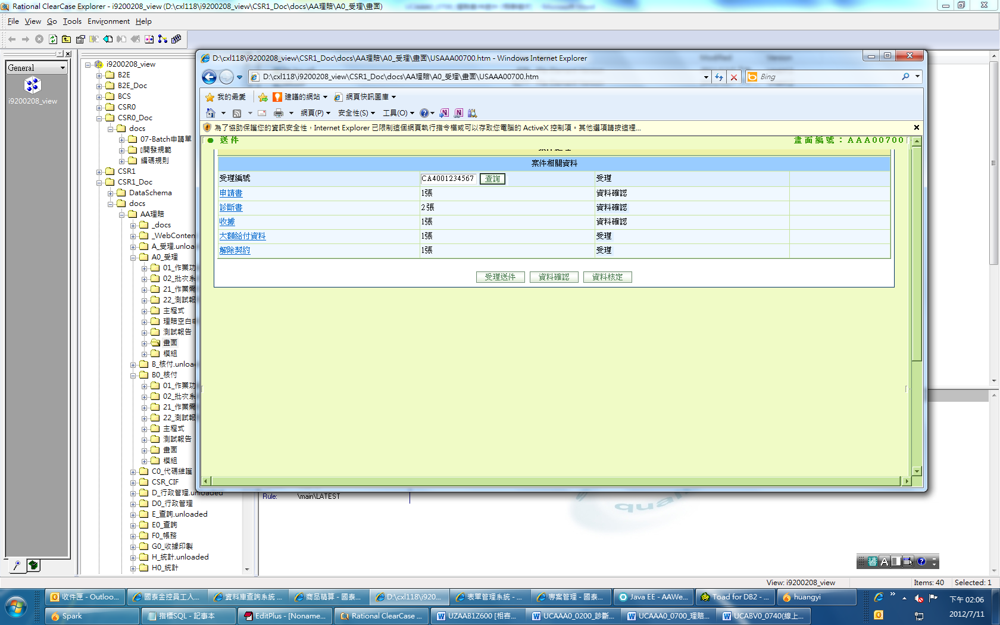 Rational ClearCase Explorer - i9200208_view (D:\cxl118\i9200208_view\CSR1_Doc\docs\AA理賠\A0_受理\畫面)
File View Go Tools Environment Help
General
i9200208_view
i9200208_view
B2E
B2E_Doc
BCS
CSR0
CSR0_Doc
docs
07-Batch申請單
開發規範
編碼規則
CSR1
CSR1_Doc
DataSchema
docs
AA理賠
_docs
_WebConten
A_受理.unloa
A0_受理
01_作業功
02_批次系
21_作業需
22_測試報
主程式
理賠空白申
測試報告
畫面
模組
B_核付.unloa
B0_核付
01_作業功
02_批次系
21_作業需
22_測試報
主程式
測試報告
畫面
模組
C0_代碼維護
CSR_CIF
D_行政管理.unloaded
D0_行政管理
E_查詢.unloaded
E0_查詢
F0_帳務
G0_收據印製
H_統計.unloaded
H0_統計
D:\cxl118\i9200208_view\CSR1_Doc\docs\AA理賠\A0_受理\畫面\USAAA00700.htm - Windows Internet Explorer
D:\cxl118\i9200208_view\CSR1_Doc\docs\AA理賠\A0_受理\畫面\USAAA00700.htm
Bing
我的最愛 建議的網站 網頁快訊圖庫
網頁(P) 安全性(S) 工具(O)
為了協助保護您的資訊安全性，Internet Explorer 已限制這個網頁執行指令檔或可以存取您電腦的 ActiveX 控制項。其他選項請按這裡...
送件 畫面編號：AAA00700
案件相關資料
受理編號 CA4001234567 查詢 受理
申請書 1張 資料確認
診斷書 2張 資料確認
收據 1張 資料確認
大額給付資料 1張 受理
解除契約 1張 受理
受理送件 資料確認 資料核定
Rule: \main\LATEST
View: i9200208_view Items: 40 Selected: 1
收件匣 - Outloo... 國泰金控員工入... 資料庫查詢系統 ... 商品精算 - 國泰... D:\cxl118\i920... 表單管理系統 - ... 專案管理 - 國泰... Java EE - AAWe... Toad for DB2 - ... huangyi
Spark 指標SQL - 記事本 EditPlus - [Noname... Rational ClearCase ... UZAAB1Z600 [相容... UCAAA0_0200_診斷... UCAAA0_0700_理賠... UCABV0_0740(線上...
下午 02:06
2012/7/11